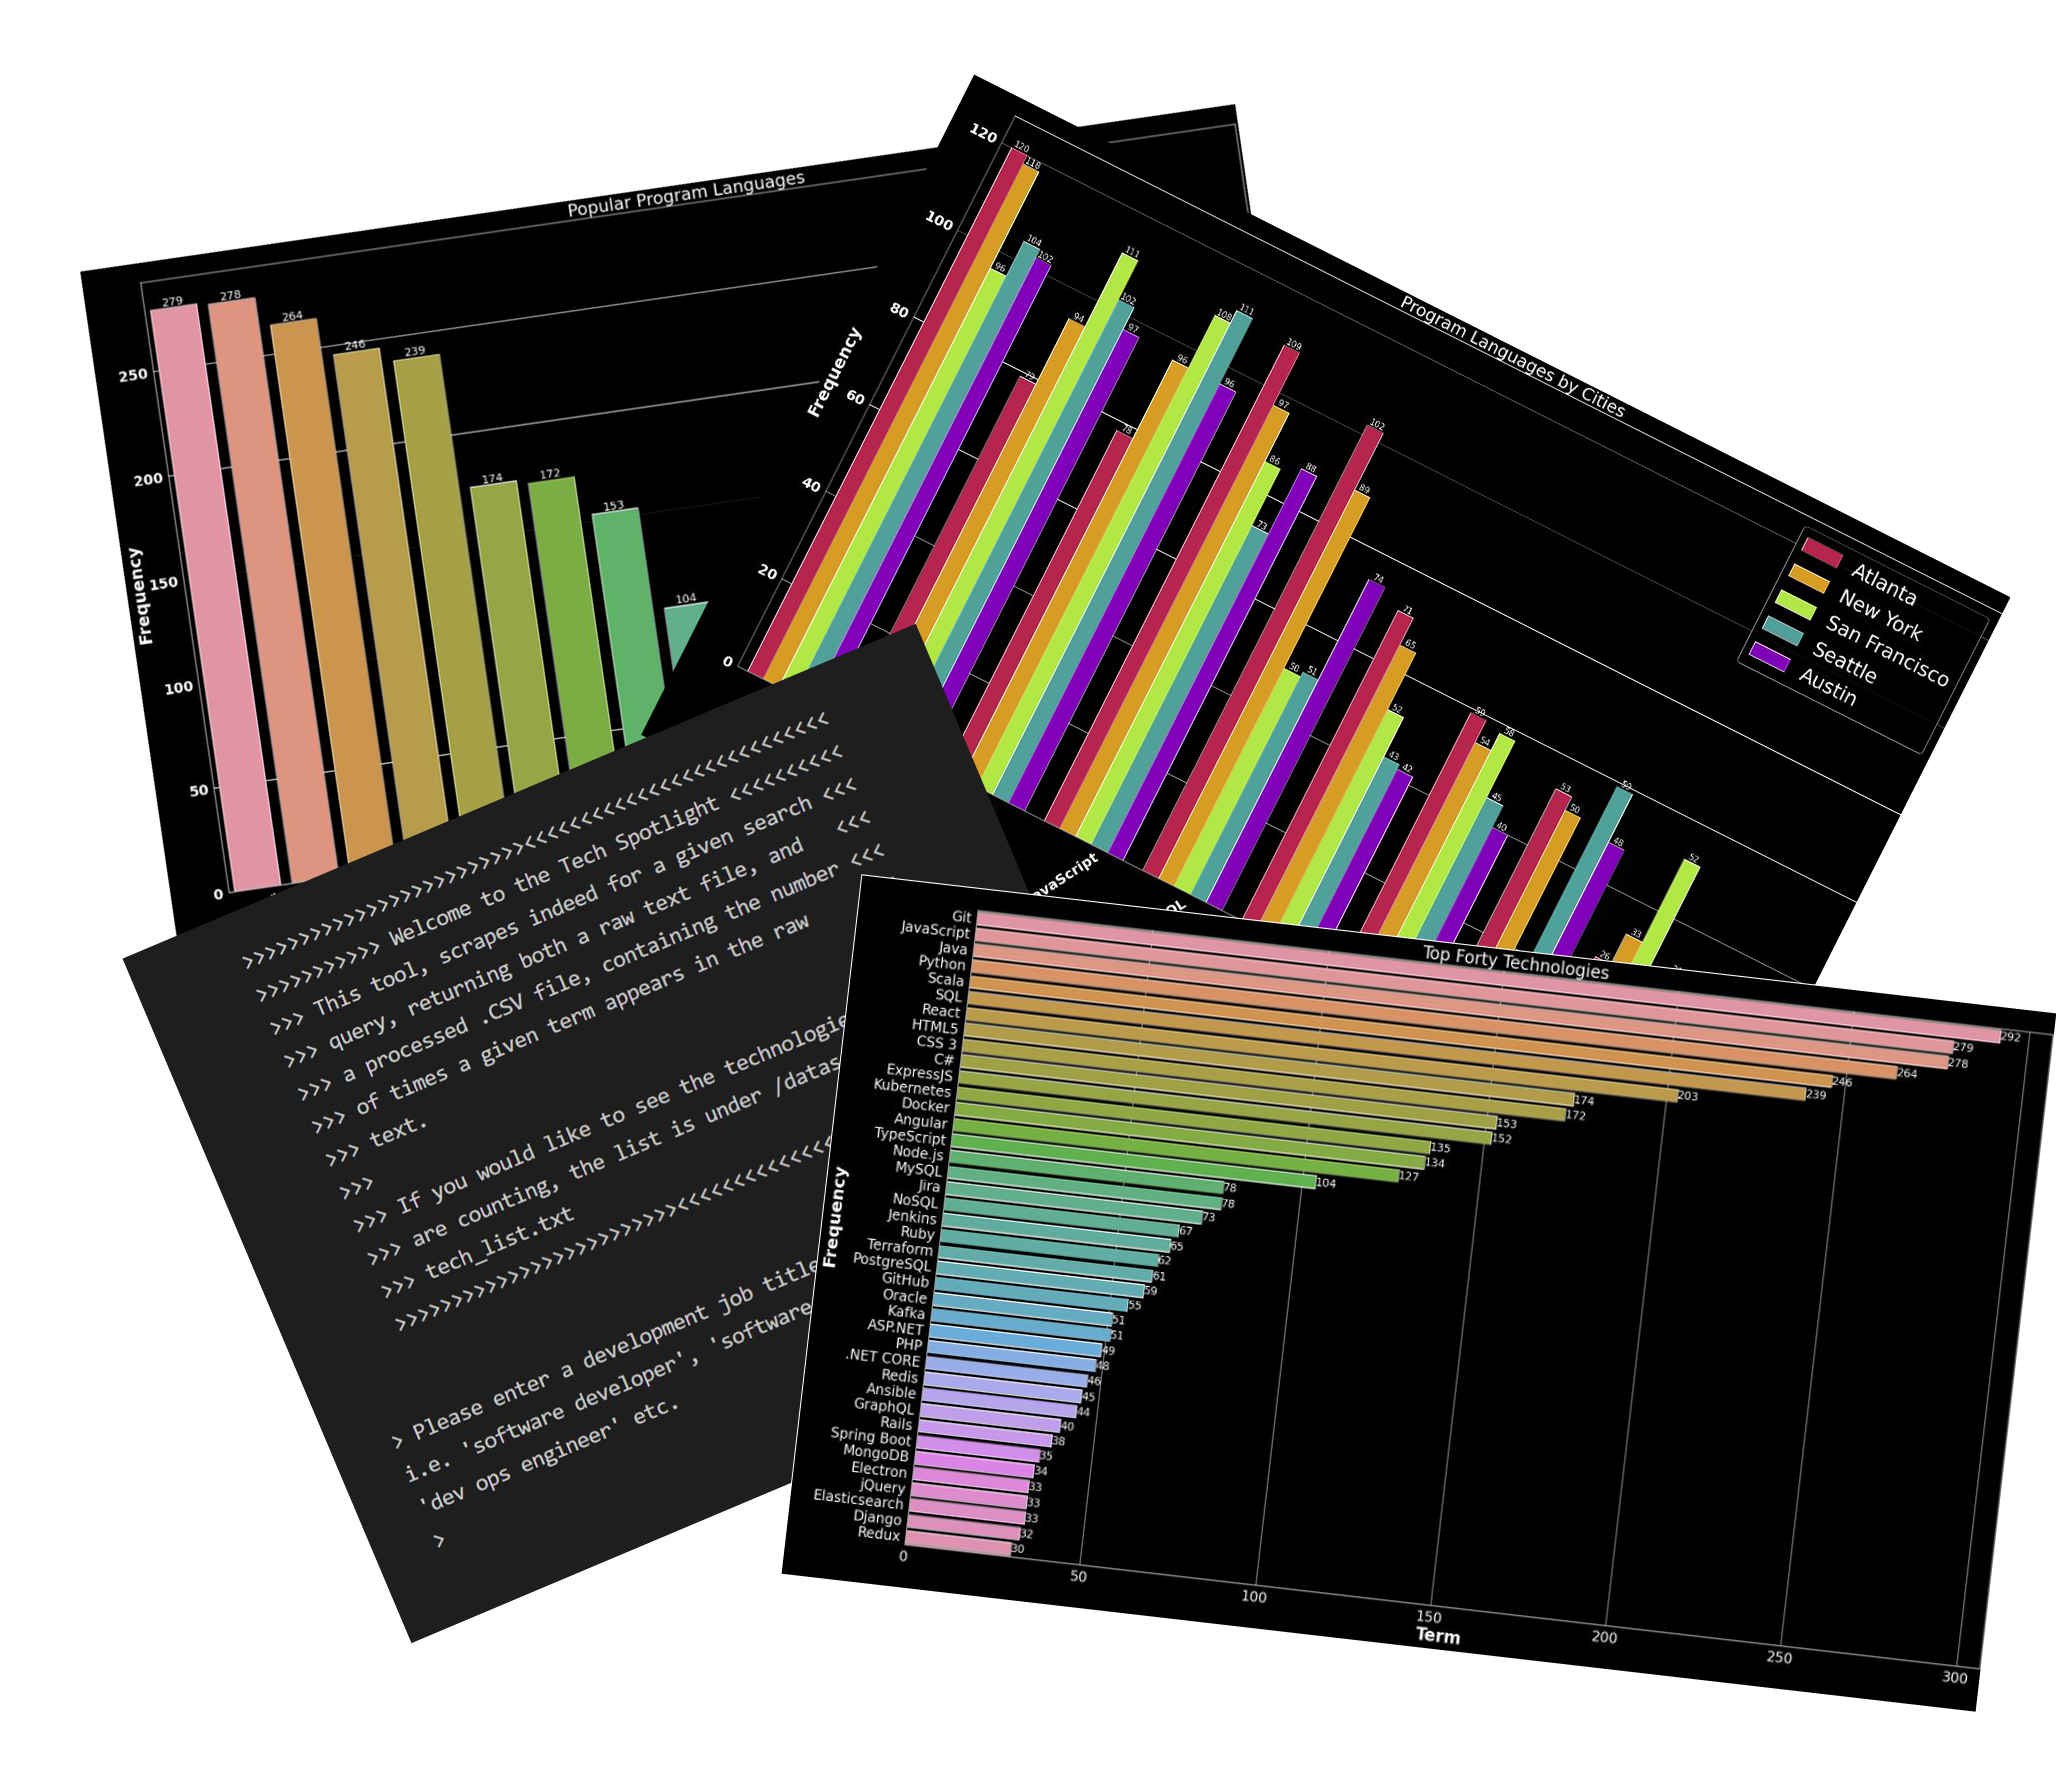 Popular Program Languages
279
278
264
246
239
174
172
153
104
250
200
150
100
50
0
Frequency
Program Languages by Cities
120
100
80
60
40
20
0
Frequency
120
118
96
104
102
94
111
102
97
78
96
108
111
96
109
97
86
73
88
102
89
50
51
74
71
65
52
43
42
59
54
58
45
40
53
50
59
48
26
33
52
Atlanta
New York
San Francisco
Seattle
Austin
>>>>>>>>>>>>>>>>>>>>>>>>><<<<<<<<<<<<<<<<<<<<<<<<<<<
>>>>>>>>>>> Welcome to the Tech Spotlight <<<<<<<<<<
>>> This tool, scrapes indeed for a given search <<<
>>> query, returning both a raw text file, and <<<
>>> a processed .CSV file, containing the number <<<
>>> of times a given term appears in the raw
>>> text.
>>>
>>> If you would like to see the technologie
>>> are counting, the list is under /datas
>>> tech_list.txt
>>>>>>>>>>>>>>>>>>>>>>>>><<<<<<<<<<<<<<
> Please enter a development job title
i.e. 'software developer', 'software
'dev ops engineer' etc.
>
Top Forty Technologies
Git 292
JavaScript 279
Java 278
Python 264
Scala 246
SQL 239
React 203
HTML5 174
CSS 3 172
C# 153
ExpressJS 152
Kubernetes 135
Docker 134
Angular 127
TypeScript 104
Node.js 78
MySQL 78
Jira 73
NoSQL 67
Jenkins 65
Ruby 62
Terraform 61
PostgreSQL 59
GitHub 55
Oracle 51
Kafka 51
ASP.NET 49
PHP 48
.NET CORE 46
Redis 45
Ansible 44
GraphQL 40
Rails 38
Spring Boot 35
MongoDB 34
Electron 33
jQuery 33
Elasticsearch 33
Django 32
Redux 30
Frequency
0
50
100
150
200
250
300
Term